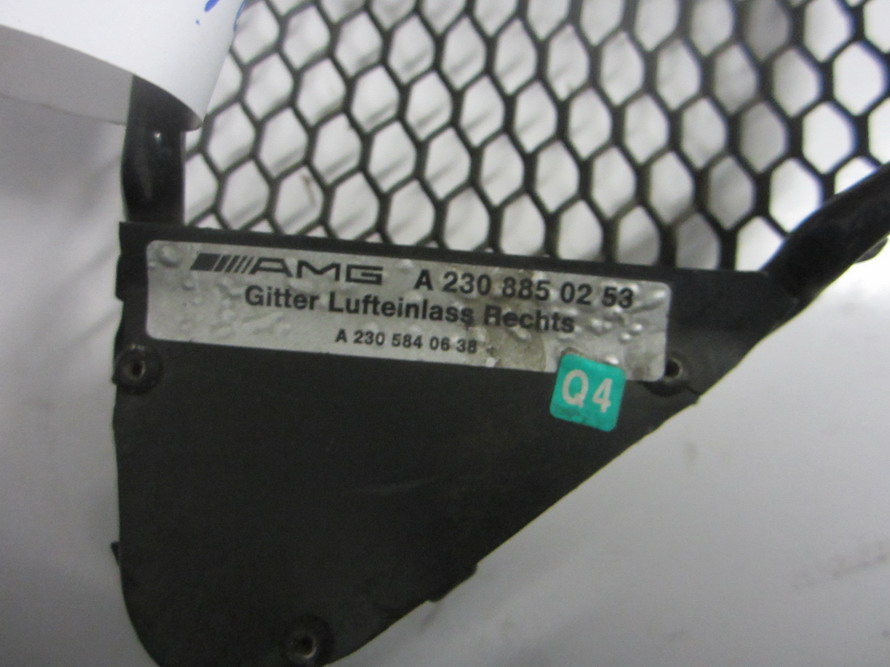 AMG A 230 885 02 53
Gitter Lufteinlass Rechts
A 230 584 06 38
Q4